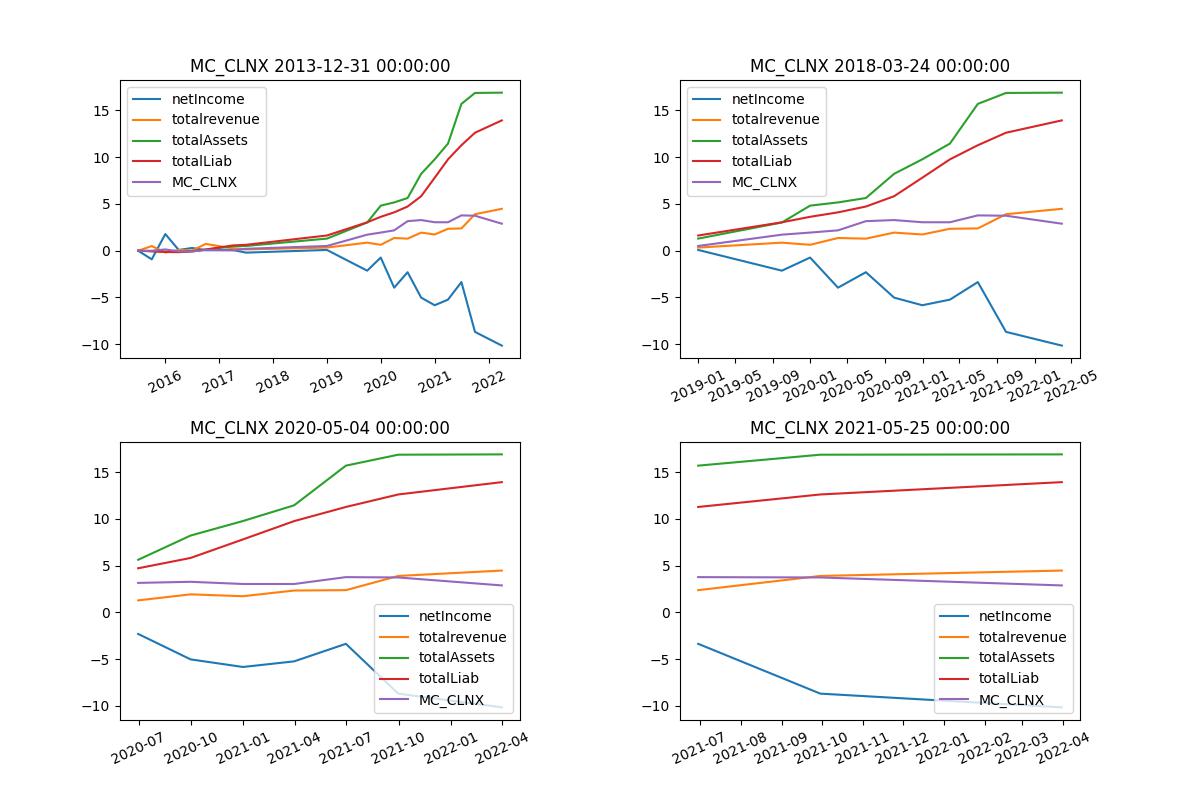 MC_CLNX 2013-12-31 00:00:00
netIncome
totalrevenue
totalAssets
totalLiab
MC_CLNX
15
10
5
0
−5
−10
2016
2017
2018
2019
2020
2021
2022
MC_CLNX 2018-03-24 00:00:00
netIncome
totalrevenue
totalAssets
totalLiab
MC_CLNX
15
10
5
0
−5
−10
2019-01
2019-05
2019-09
2020-01
2020-05
2020-09
2021-01
2021-05
2021-09
2022-01
2022-05
MC_CLNX 2020-05-04 00:00:00
15
10
5
0
−5
−10
netIncome
totalrevenue
totalAssets
totalLiab
MC_CLNX
2020-07
2020-10
2021-01
2021-04
2021-07
2021-10
2022-01
2022-04
MC_CLNX 2021-05-25 00:00:00
15
10
5
0
−5
−10
netIncome
totalrevenue
totalAssets
totalLiab
MC_CLNX
2021-07
2021-08
2021-09
2021-10
2021-11
2021-12
2022-01
2022-02
2022-03
2022-04